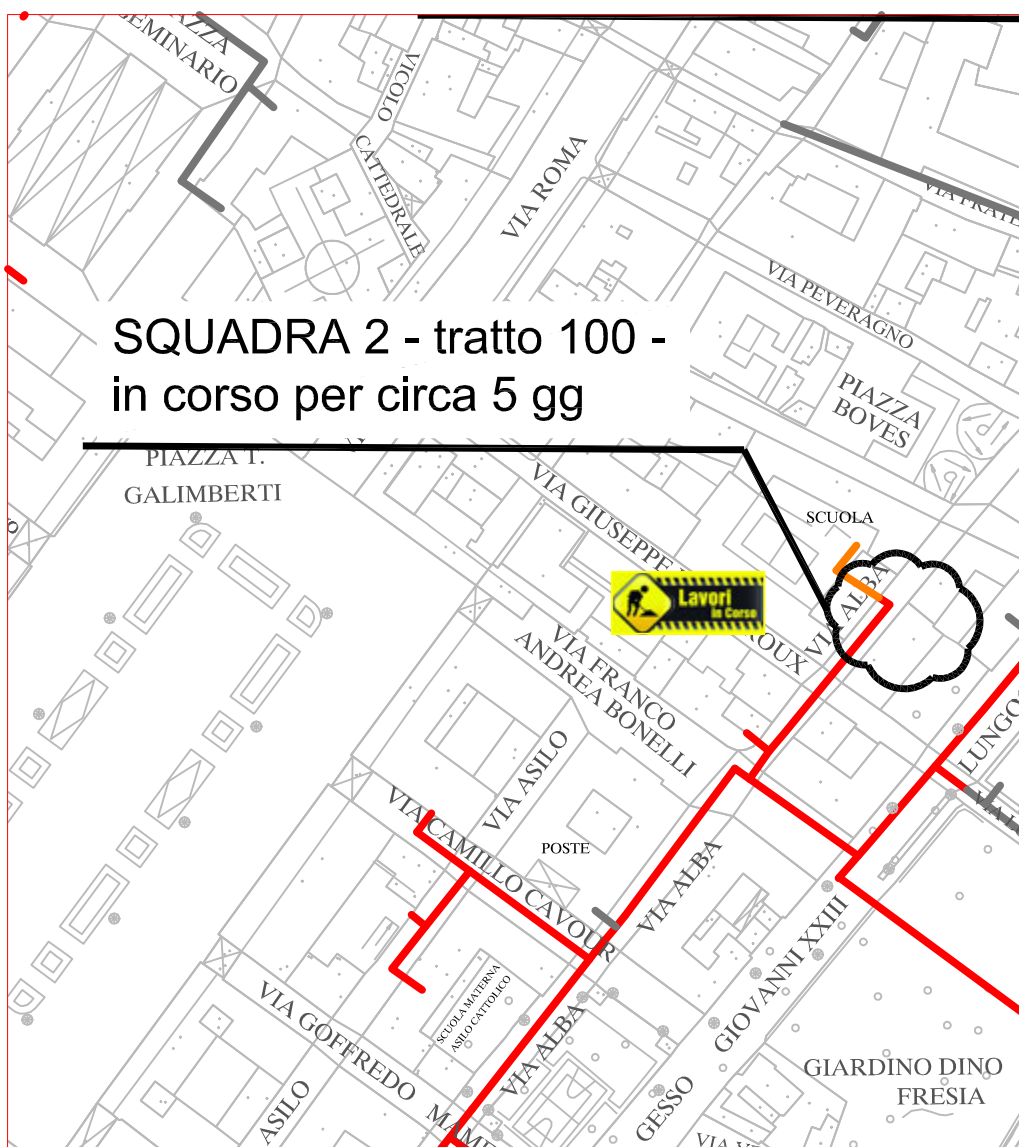 PIAZZA
SEMINARIO
VICOLO
CATTEDRALE
VIA ROMA
VIA PEVERAGNO
SQUADRA 2 - tratto 100 -
in corso per circa 5 gg
PIAZZA
BOVES
PIAZZA T.
GALIMBERTI
VIA GIUSEPPE
ROUX
SCUOLA
VIA ALBA
Lavori
in Corso
VIA FRANCO
ANDREA BONELLI
VIA ASILO
VIA CAMILLO CAVOUR
POSTE
VIA ALBA
SCUOLA MATERNA
ASILO CATTOLICO
VIA GOFFREDO
VIA ALBA
GIOVANNI XXIII
GESSO
ASILO
GIARDINO DINO
FRESIA